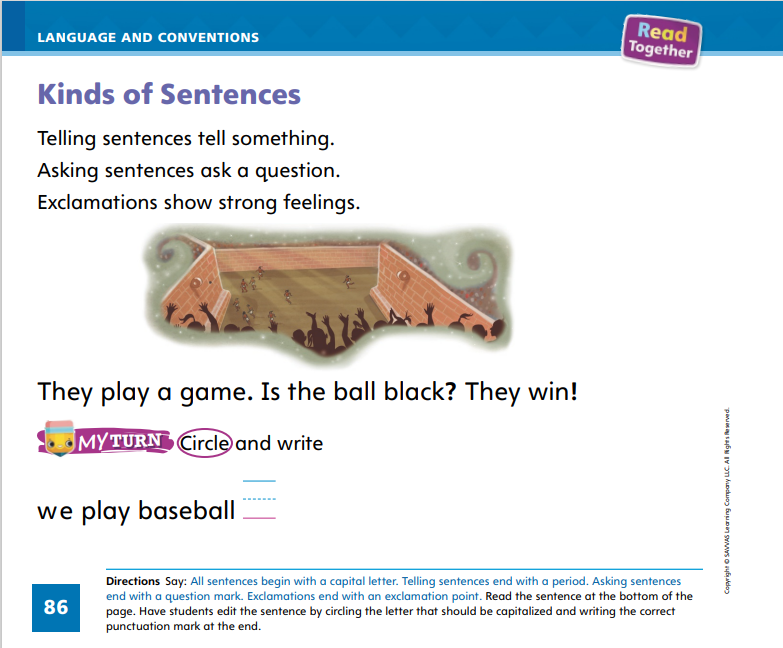 LANGUAGE AND CONVENTIONS
Read
Together
Kinds of Sentences
Telling sentences tell something.
Asking sentences ask a question.
Exclamations show strong feelings.
They play a game. Is the ball black? They win!
MY TURN Circle and write
we play baseball
Directions Say: All sentences begin with a capital letter. Telling sentences end with a period. Asking sentences
end with a question mark. Exclamations end with an exclamation point. Read the sentence at the bottom of the
page. Have students edit the sentence by circling the letter that should be capitalized and writing the correct
punctuation mark at the end.
86
Copyright © SAVVAS Learning Company LLC. All Rights Reserved.